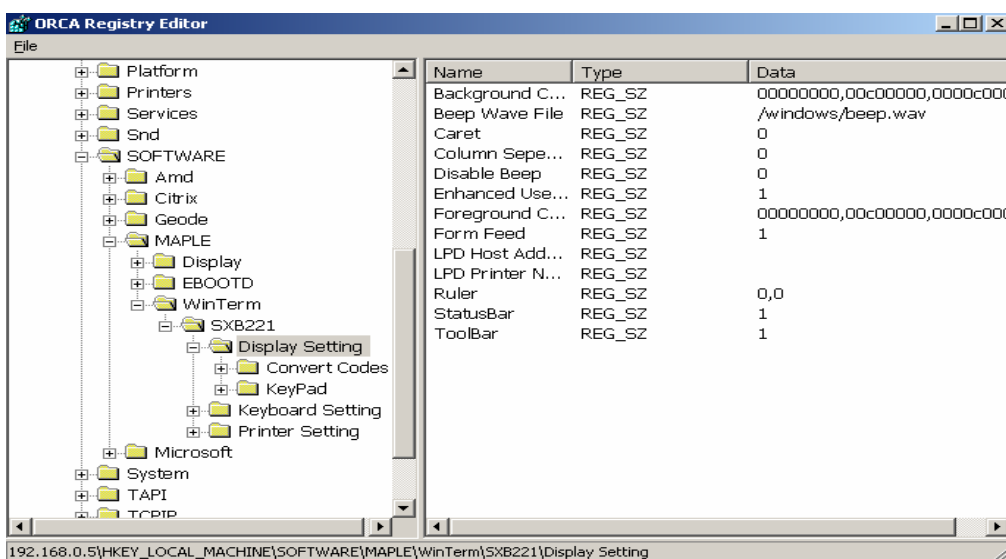 ORCA Registry Editor
File
Platform
Printers
Services
Snd
SOFTWARE
Amd
Citrix
Geode
MAPLE
Display
EBOOTD
WinTerm
SXB221
Display Setting
Convert Codes
KeyPad
Keyboard Setting
Printer Setting
Microsoft
System
TAPI
TCPIP
Name Type Data
Background C... REG_SZ 00000000,00c00000,0000c000
Beep Wave File REG_SZ /windows/beep.wav
Caret REG_SZ 0
Column Sepe... REG_SZ 0
Disable Beep REG_SZ 0
Enhanced Use... REG_SZ 1
Foreground C... REG_SZ 00000000,00c00000,0000c000
Form Feed REG_SZ 1
LPD Host Add... REG_SZ
LPD Printer N... REG_SZ
Ruler REG_SZ 0,0
StatusBar REG_SZ 1
ToolBar REG_SZ 1
192.168.0.5\HKEY_LOCAL_MACHINE\SOFTWARE\MAPLE\WinTerm\SXB221\Display Setting